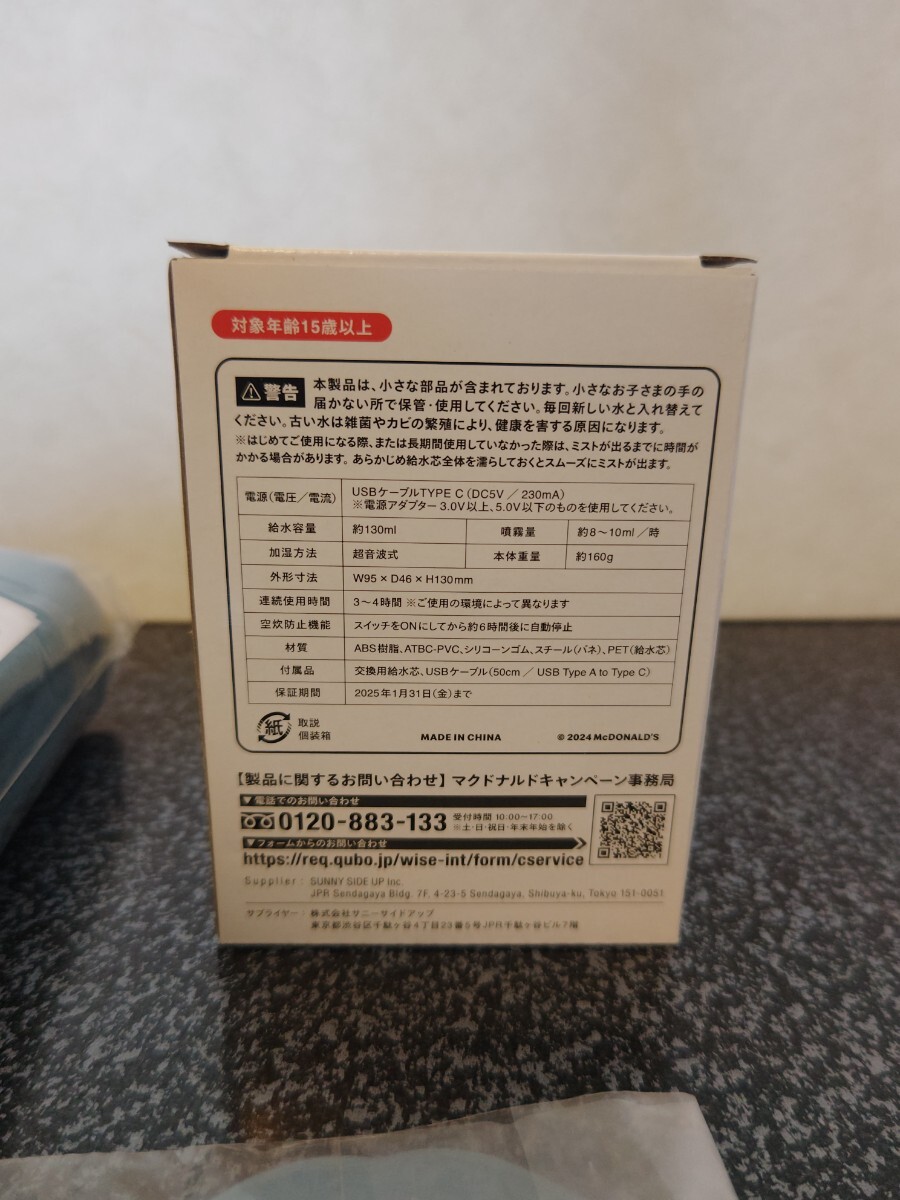 対象年齢15歳以上
警告 本製品は、小さな部品が含まれております。小さなお子さまの手の
届かない所で保管・使用してください。毎回新しい水と入れ替えて
ください。古い水は雑菌やカビの繁殖により、健康を害する原因になります。
※はじめてご使用になる際、または長期間使用していなかった際は、ミストが出るまでに時間が
かかる場合があります。あらかじめ給水芯全体を濡らしておくとスムーズにミストが出ます。
電源(電圧/電流) USBケーブルTYPE C (DC5V / 230mA)
※電源アダプター 3.0V以上、5.0V以下のものを使用してください。
給水容量 約130ml 噴霧量 約8〜10ml/時
加湿方法 超音波式 本体重量 約160g
外形寸法 W95 × D46 × H130mm
連続使用時間 3〜4時間 ※ご使用の環境によって異なります
空炊防止機能 スイッチをONにしてから約6時間後に自動停止
材質 ABS樹脂、ATBC-PVC、シリコーンゴム、スチール(バネ)、PET(給水芯)
付属品 交換用給水芯、USBケーブル(50cm / USB Type A to Type C)
保証期間 2025年1月31日(金)まで
紙 取説
個装箱
MADE IN CHINA © 2024 McDONALD'S
【製品に関するお問い合わせ】マクドナルドキャンペーン事務局
▼電話でのお問い合わせ
0120-883-133 受付時間 10:00〜17:00
※土・日・祝日・年末年始を除く
▼フォームからのお問い合わせ
https://req.qubo.jp/wise-int/form/cservice
Supplier : SUNNY SIDE UP Inc.
JPR Sendagaya Bldg. 7F, 4-23-5 Sendagaya, Shibuya-ku, Tokyo 151-0051
サプライヤー : 株式会社サニーサイドアップ
東京都渋谷区千駄ヶ谷4丁目23番5号JPR千駄ヶ谷ビル7階